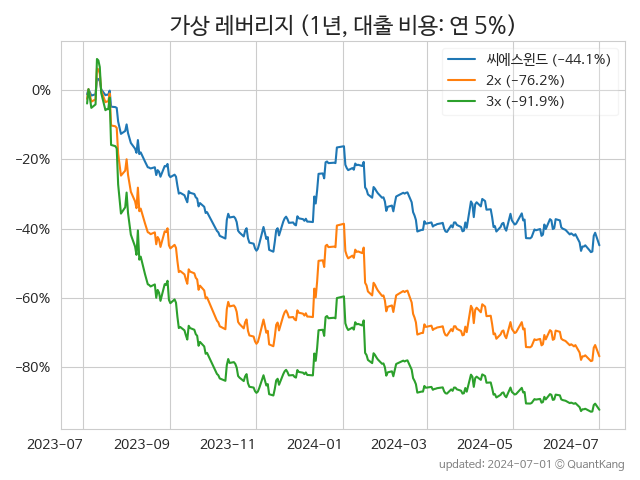 가상 레버리지 (1년, 대출 비용: 연 5%)
씨에스윈드 (−44.1%)
2x (−76.2%)
3x (−91.9%)
0%
−20%
−40%
−60%
−80%
2023-07 2023-09 2023-11 2024-01 2024-03 2024-05 2024-07
updated: 2024-07-01 © QuantKang